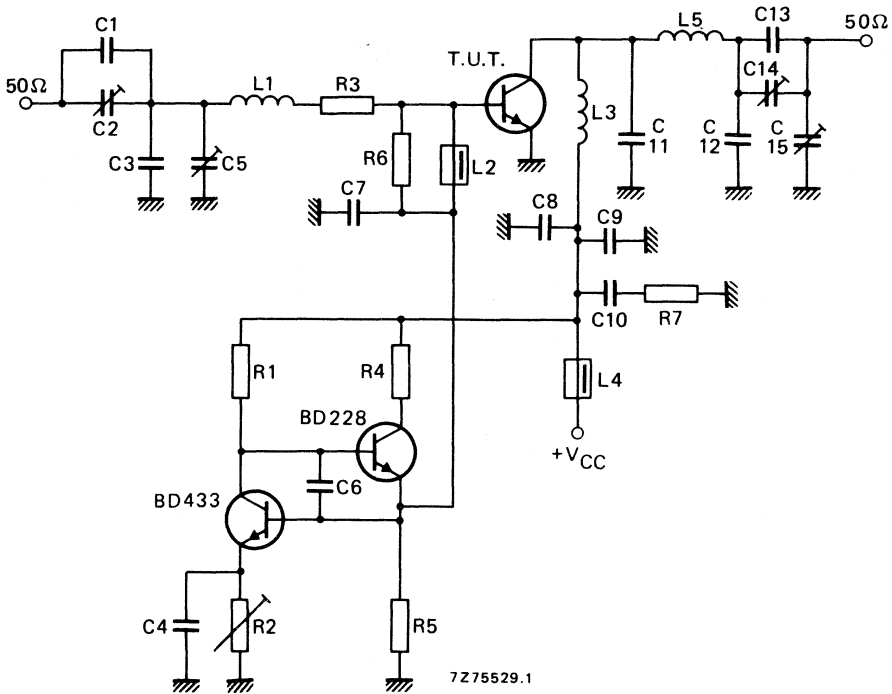 C1
50Ω
C2
L1
R3
T.U.T.
L5
C13
50Ω
C14
L3
C
11
C
12
C
15
C3
C5
R6
L2
C7
C8
C9
C10
R7
R1
R4
L4
BD228
+VCC
C6
BD433
C4
R2
R5
7Z75529.1